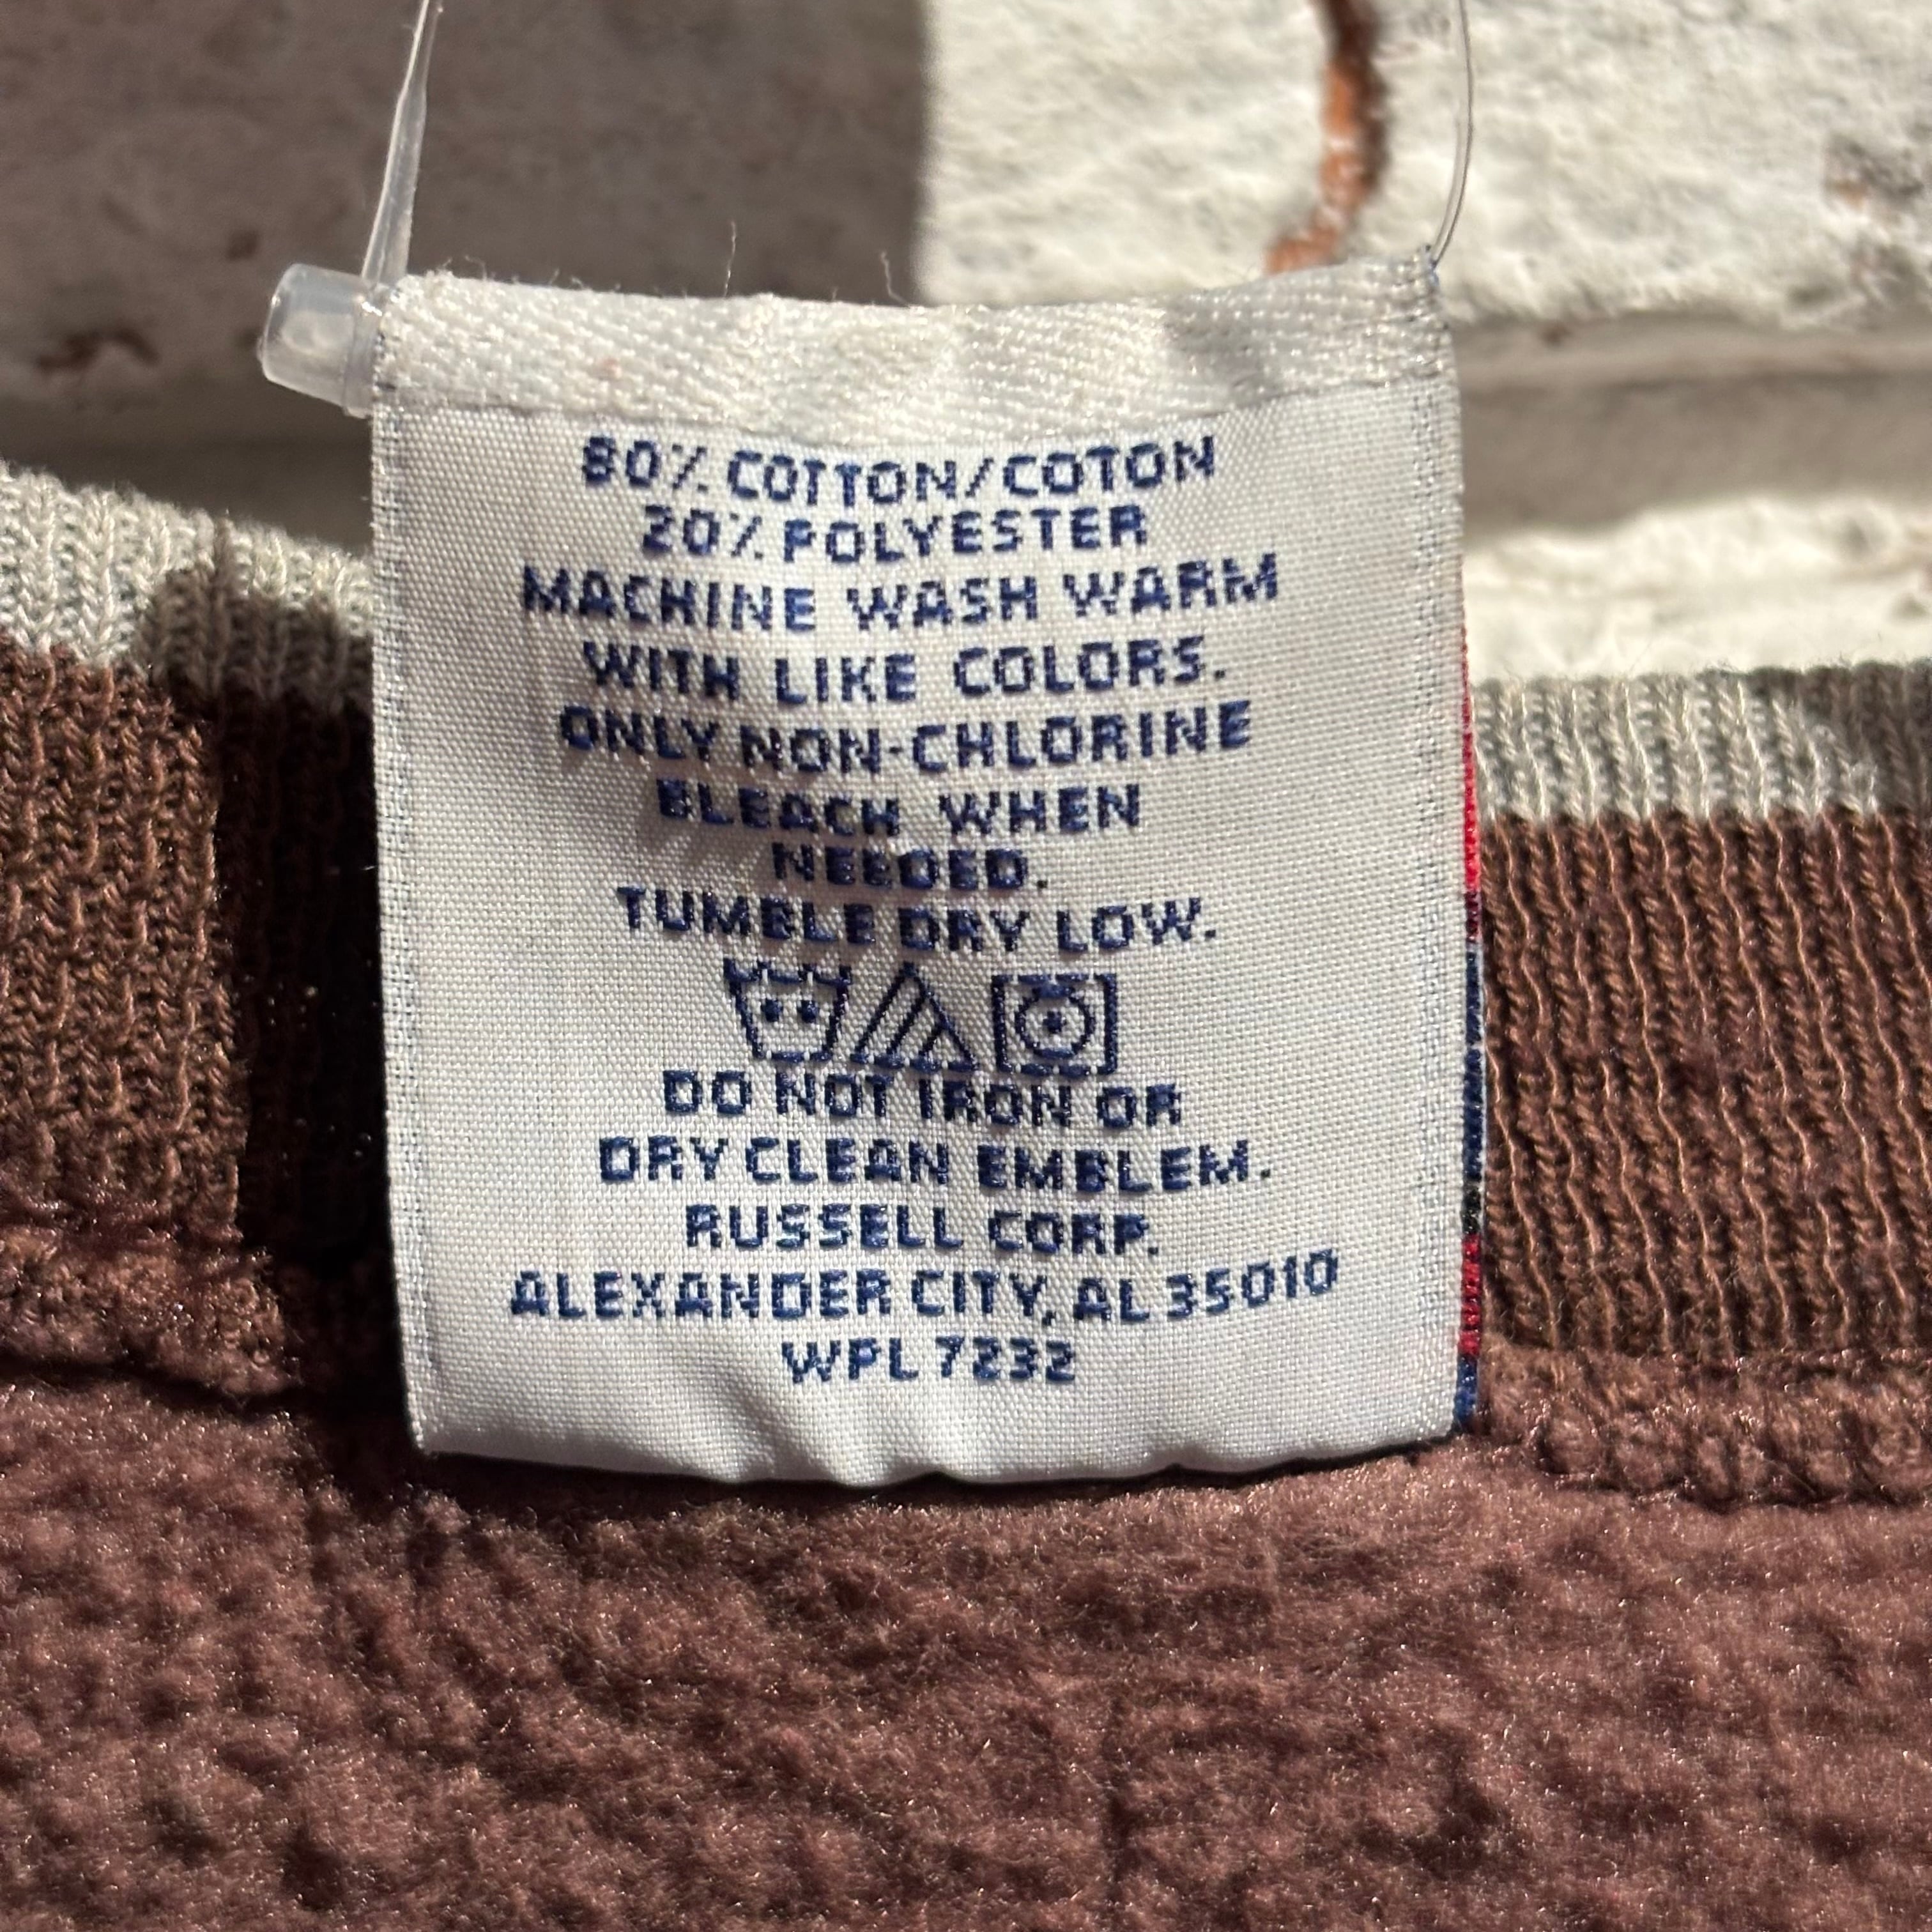 80% COTTON/COTON
20% POLYESTER
MACHINE WASH WARM
WITH LIKE COLORS.
ONLY NON-CHLORINE
BLEACH WHEN
NEEDED.
TUMBLE DRY LOW.
DO NOT IRON OR
DRY CLEAN EMBLEM.
RUSSELL CORP.
ALEXANDER CITY, AL 35010
WPL 7232